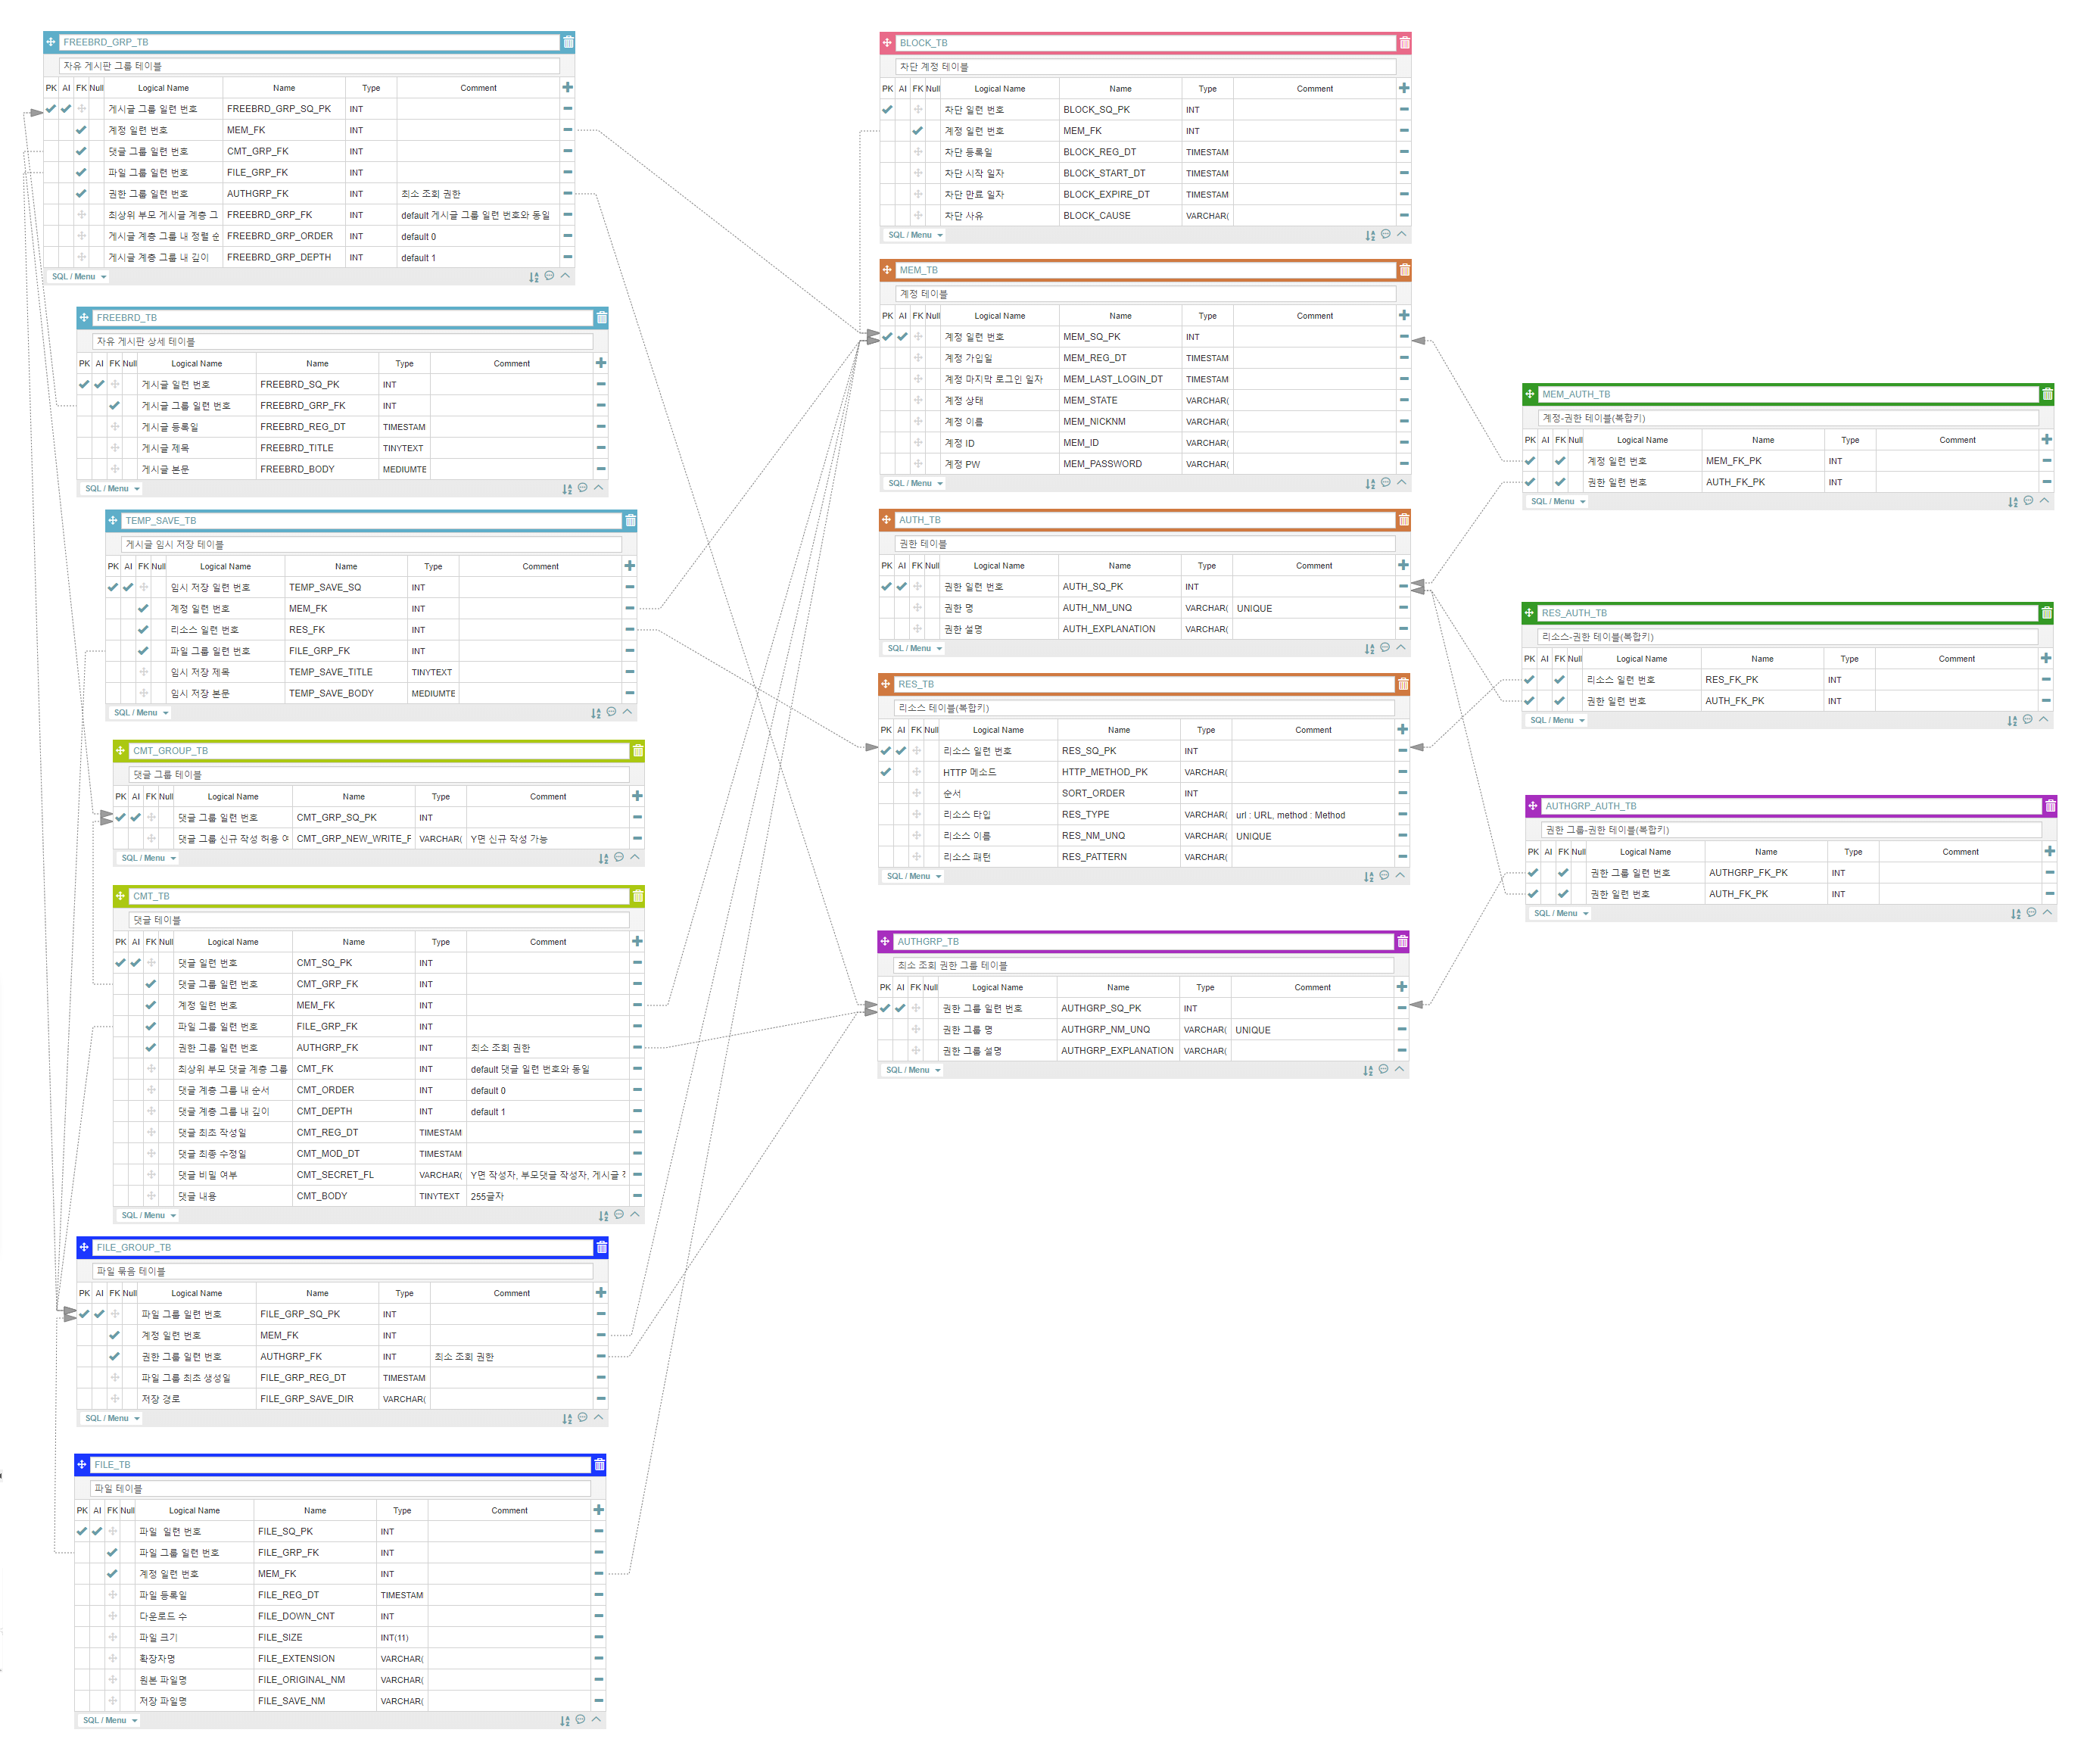 FREEBRD_GRP_TB
자유 게시판 그룹 테이블
PK AI FK Null Logical Name Name Type Comment
게시글 그룹 일련 번호 FREEBRD_GRP_SQ_PK INT
계정 일련 번호 MEM_FK INT
댓글 그룹 일련 번호 CMT_GRP_FK INT
파일 그룹 일련 번호 FILE_GRP_FK INT
권한 그룹 일련 번호 AUTHGRP_FK INT 최소 조회 권한
최상위 부모 게시글 계층 그 FREEBRD_GRP_FK INT default 게시글 그룹 일련 번호와 동일
게시글 계층 그룹 내 정렬 순 FREEBRD_GRP_ORDER INT default 0
게시글 계층 그룹 내 깊이 FREEBRD_GRP_DEPTH INT default 1
SQL / Menu
FREEBRD_TB
자유 게시판 상세 테이블
PK AI FK Null Logical Name Name Type Comment
게시글 일련 번호 FREEBRD_SQ_PK INT
게시글 그룹 일련 번호 FREEBRD_GRP_FK INT
게시글 등록일 FREEBRD_REG_DT TIMESTAM
게시글 제목 FREEBRD_TITLE TINYTEXT
게시글 본문 FREEBRD_BODY MEDIUMTE
SQL / Menu
TEMP_SAVE_TB
게시글 임시 저장 테이블
PK AI FK Null Logical Name Name Type Comment
임시 저장 일련 번호 TEMP_SAVE_SQ INT
계정 일련 번호 MEM_FK INT
리소스 일련 번호 RES_FK INT
파일 그룹 일련 번호 FILE_GRP_FK INT
임시 저장 제목 TEMP_SAVE_TITLE TINYTEXT
임시 저장 본문 TEMP_SAVE_BODY MEDIUMTE
SQL / Menu
CMT_GROUP_TB
댓글 그룹 테이블
PK AI FK Null Logical Name Name Type Comment
댓글 그룹 일련 번호 CMT_GRP_SQ_PK INT
댓글 그룹 신규 작성 허용 여 CMT_GRP_NEW_WRITE_F VARCHAR( Y면 신규 작성 가능
SQL / Menu
CMT_TB
댓글 테이블
PK AI FK Null Logical Name Name Type Comment
댓글 일련 번호 CMT_SQ_PK INT
댓글 그룹 일련 번호 CMT_GRP_FK INT
계정 일련 번호 MEM_FK INT
파일 그룹 일련 번호 FILE_GRP_FK INT
권한 그룹 일련 번호 AUTHGRP_FK INT 최소 조회 권한
최상위 부모 댓글 계층 그룹 CMT_FK INT default 댓글 일련 번호와 동일
댓글 계층 그룹 내 순서 CMT_ORDER INT default 0
댓글 계층 그룹 내 깊이 CMT_DEPTH INT default 1
댓글 최초 작성일 CMT_REG_DT TIMESTAM
댓글 최종 수정일 CMT_MOD_DT TIMESTAM
댓글 비밀 여부 CMT_SECRET_FL VARCHAR( Y면 작성자, 부모댓글 작성자, 게시글
댓글 내용 CMT_BODY TINYTEXT 255글자
SQL / Menu
FILE_GROUP_TB
파일 묶음 테이블
PK AI FK Null Logical Name Name Type Comment
파일 그룹 일련 번호 FILE_GRP_SQ_PK INT
계정 일련 번호 MEM_FK INT
권한 그룹 일련 번호 AUTHGRP_FK INT 최소 조회 권한
파일 그룹 최초 생성일 FILE_GRP_REG_DT TIMESTAM
저장 경로 FILE_GRP_SAVE_DIR VARCHAR(
SQL / Menu
FILE_TB
파일 테이블
PK AI FK Null Logical Name Name Type Comment
파일 일련 번호 FILE_SQ_PK INT
파일 그룹 일련 번호 FILE_GRP_FK INT
계정 일련 번호 MEM_FK INT
파일 등록일 FILE_REG_DT TIMESTAM
다운로드 수 FILE_DOWN_CNT INT
파일 크기 FILE_SIZE INT(11)
확장자명 FILE_EXTENSION VARCHAR(
원본 파일명 FILE_ORIGINAL_NM VARCHAR(
저장 파일명 FILE_SAVE_NM VARCHAR(
SQL / Menu
BLOCK_TB
차단 계정 테이블
PK AI FK Null Logical Name Name Type Comment
차단 일련 번호 BLOCK_SQ_PK INT
계정 일련 번호 MEM_FK INT
차단 등록일 BLOCK_REG_DT TIMESTAM
차단 시작 일자 BLOCK_START_DT TIMESTAM
차단 만료 일자 BLOCK_EXPIRE_DT TIMESTAM
차단 사유 BLOCK_CAUSE VARCHAR(
SQL / Menu
MEM_TB
계정 테이블
PK AI FK Null Logical Name Name Type Comment
계정 일련 번호 MEM_SQ_PK INT
계정 가입일 MEM_REG_DT TIMESTAM
계정 마지막 로그인 일자 MEM_LAST_LOGIN_DT TIMESTAM
계정 상태 MEM_STATE VARCHAR(
계정 이름 MEM_NICKNM VARCHAR(
계정 ID MEM_ID VARCHAR(
계정 PW MEM_PASSWORD VARCHAR(
SQL / Menu
AUTH_TB
권한 테이블
PK AI FK Null Logical Name Name Type Comment
권한 일련 번호 AUTH_SQ_PK INT
권한 명 AUTH_NM_UNQ VARCHAR( UNIQUE
권한 설명 AUTH_EXPLANATION VARCHAR(
SQL / Menu
RES_TB
리소스 테이블(복합키)
PK AI FK Null Logical Name Name Type Comment
리소스 일련 번호 RES_SQ_PK INT
HTTP 메소드 HTTP_METHOD_PK VARCHAR(
순서 SORT_ORDER INT
리소스 타입 RES_TYPE VARCHAR( url : URL, method : Method
리소스 이름 RES_NM_UNQ VARCHAR( UNIQUE
리소스 패턴 RES_PATTERN VARCHAR(
SQL / Menu
AUTHGRP_TB
최소 조회 권한 그룹 테이블
PK AI FK Null Logical Name Name Type Comment
권한 그룹 일련 번호 AUTHGRP_SQ_PK INT
권한 그룹 명 AUTHGRP_NM_UNQ VARCHAR( UNIQUE
권한 그룹 설명 AUTHGRP_EXPLANATION VARCHAR(
SQL / Menu
MEM_AUTH_TB
계정-권한 테이블(복합키)
PK AI FK Null Logical Name Name Type Comment
계정 일련 번호 MEM_FK_PK INT
권한 일련 번호 AUTH_FK_PK INT
SQL / Menu
RES_AUTH_TB
리소스-권한 테이블(복합키)
PK AI FK Null Logical Name Name Type Comment
리소스 일련 번호 RES_FK_PK INT
권한 일련 번호 AUTH_FK_PK INT
SQL / Menu
AUTHGRP_AUTH_TB
권한 그룹-권한 테이블(복합키)
PK AI FK Null Logical Name Name Type Comment
권한 그룹 일련 번호 AUTHGRP_FK_PK INT
권한 일련 번호 AUTH_FK_PK INT
SQL / Menu